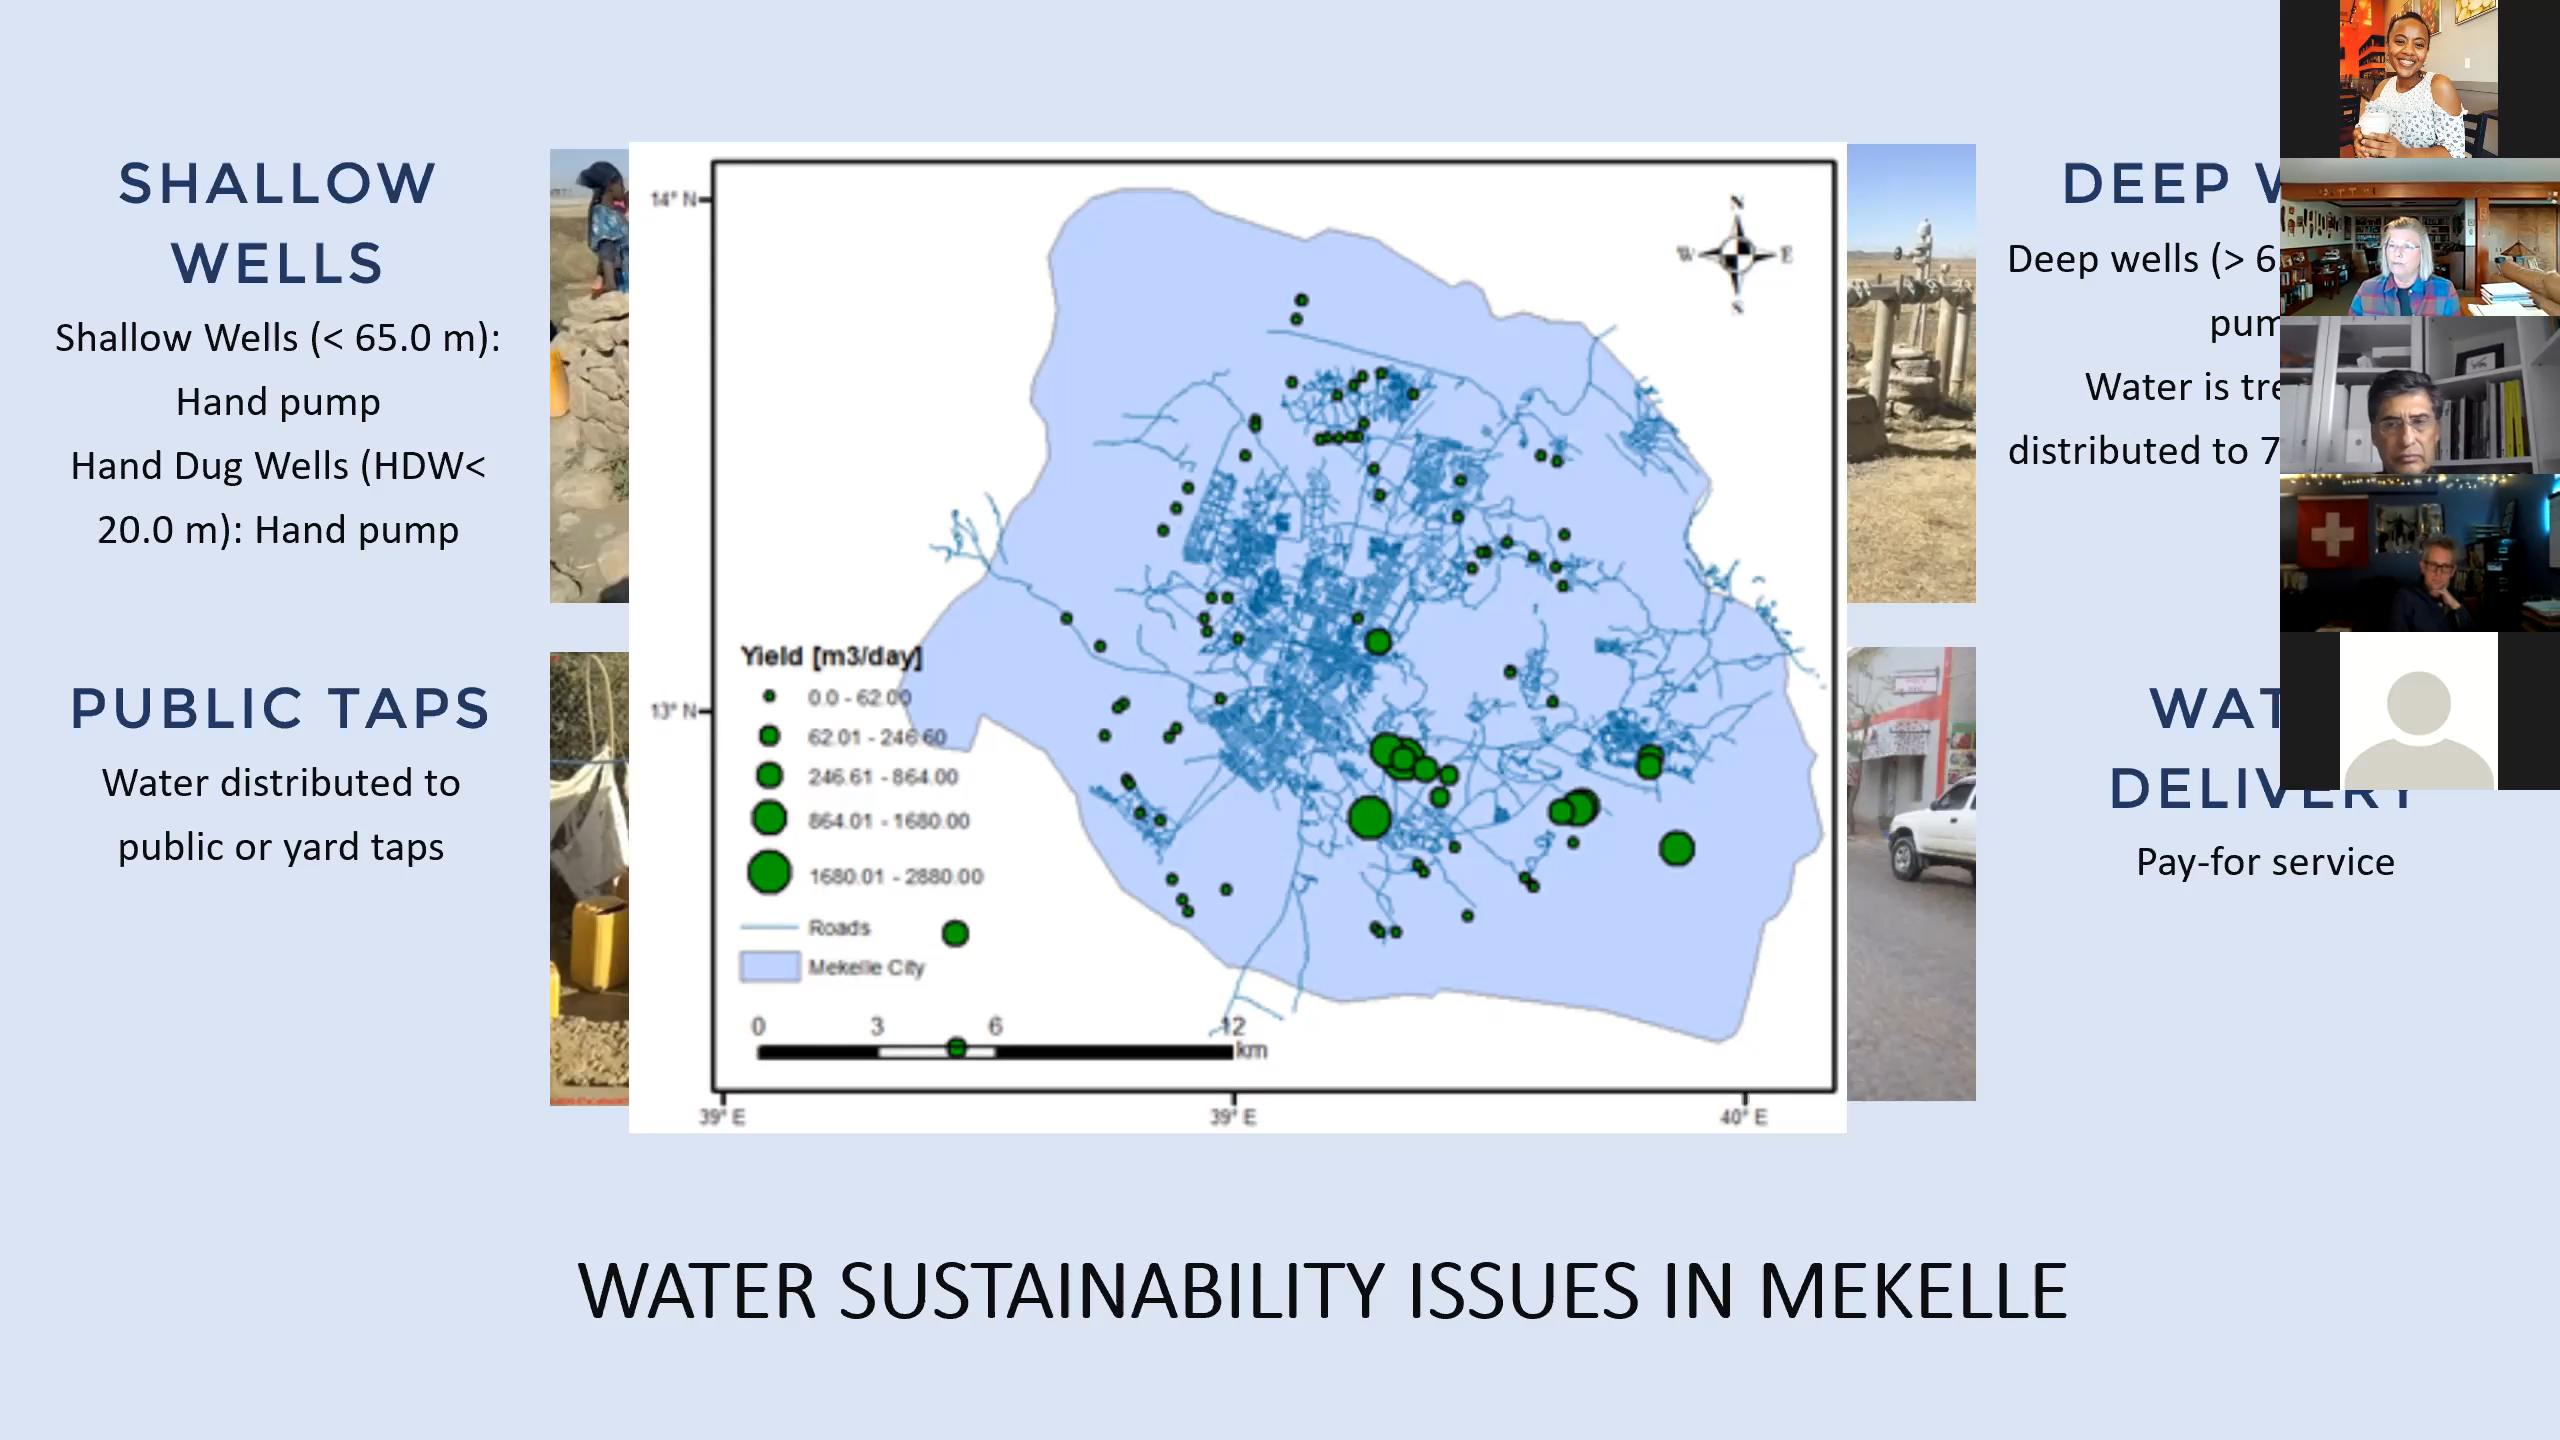 SHALLOW
WELLS
Shallow Wells (< 65.0 m):
Hand pump
Hand Dug Wells (HDW<
20.0 m): Hand pump
PUBLIC TAPS
Water distributed to
public or yard taps
14° N
13° N
N
W
E
S
Yield [m3/day]
0.0 - 62.00
62.01 - 246.60
246.61 - 864.00
864.01 - 1680.00
1680.01 - 2880.00
Roads
Mekelle City
0 3 6 12
km
39° E 39° E 40° E
DEEP
Deep wells (> 6
pum
Water is tre
distributed to 7
WAT
DELIVERY
Pay-for service
WATER SUSTAINABILITY ISSUES IN MEKELLE